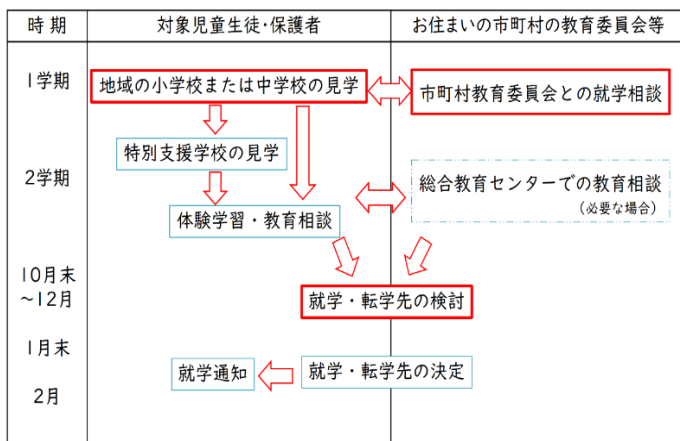 時期
対象児童生徒・保護者
お住まいの市町村の教育委員会等
1学期
地域の小学校または中学校の見学
市町村教育委員会との就学相談
特別支援学校の見学
2学期
総合教育センターでの教育相談
(必要な場合)
体験学習・教育相談
10月末
~12月
就学・転学先の検討
1月末
就学通知
就学・転学先の決定
2月